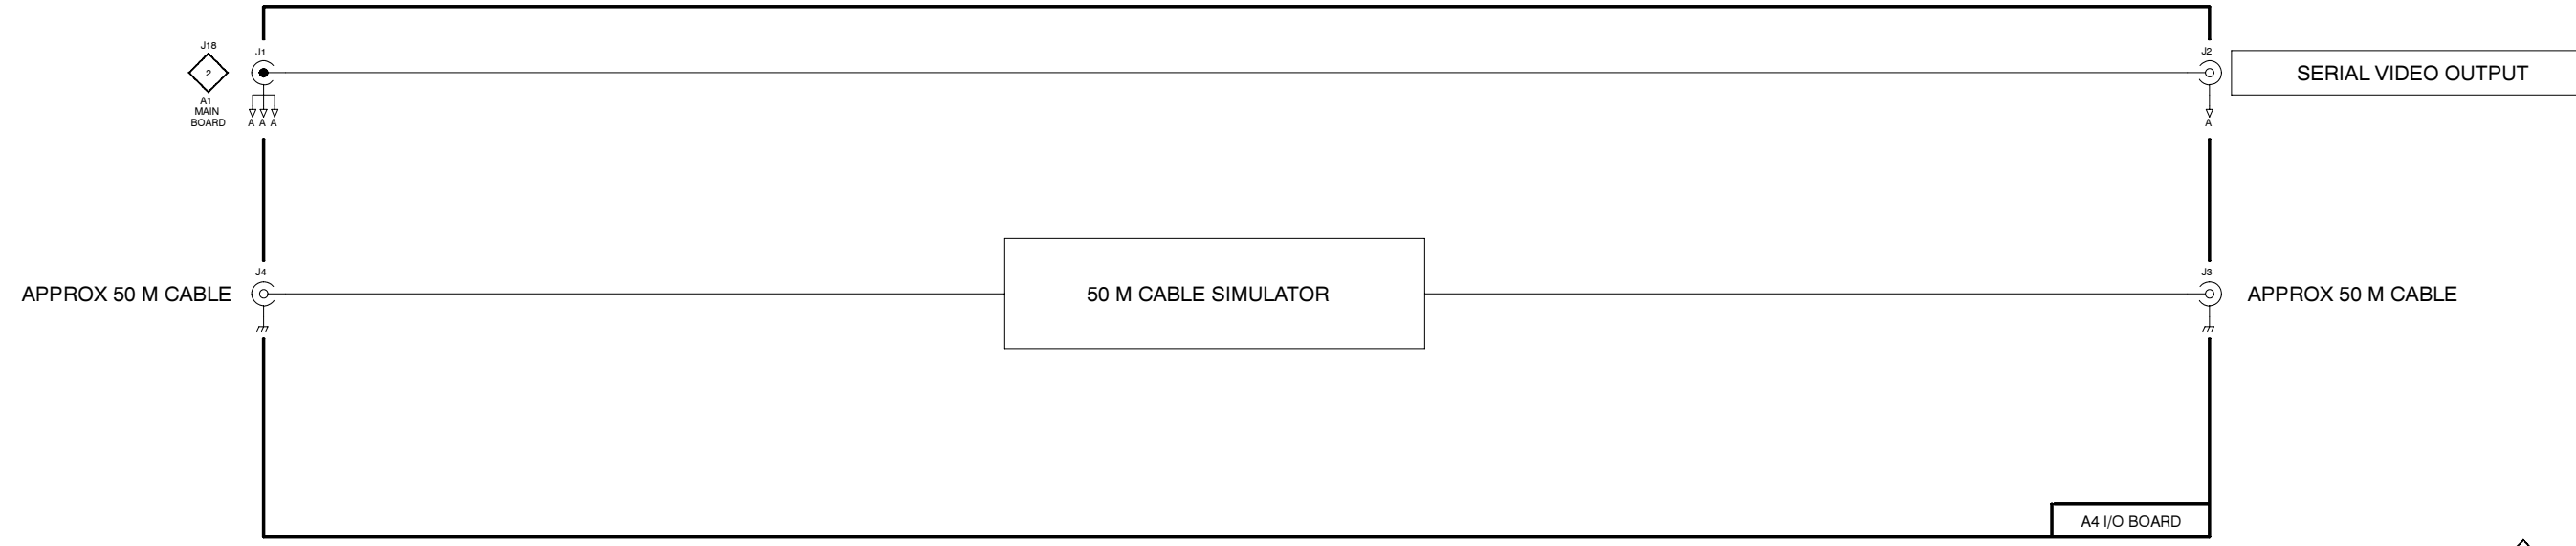 J18
2
A1
MAIN
BOARD
J1
A A A
J2
A
SERIAL VIDEO OUTPUT
APPROX 50 M CABLE
J4
50 M CABLE SIMULATOR
J3
APPROX 50 M CABLE
A4 I/O BOARD